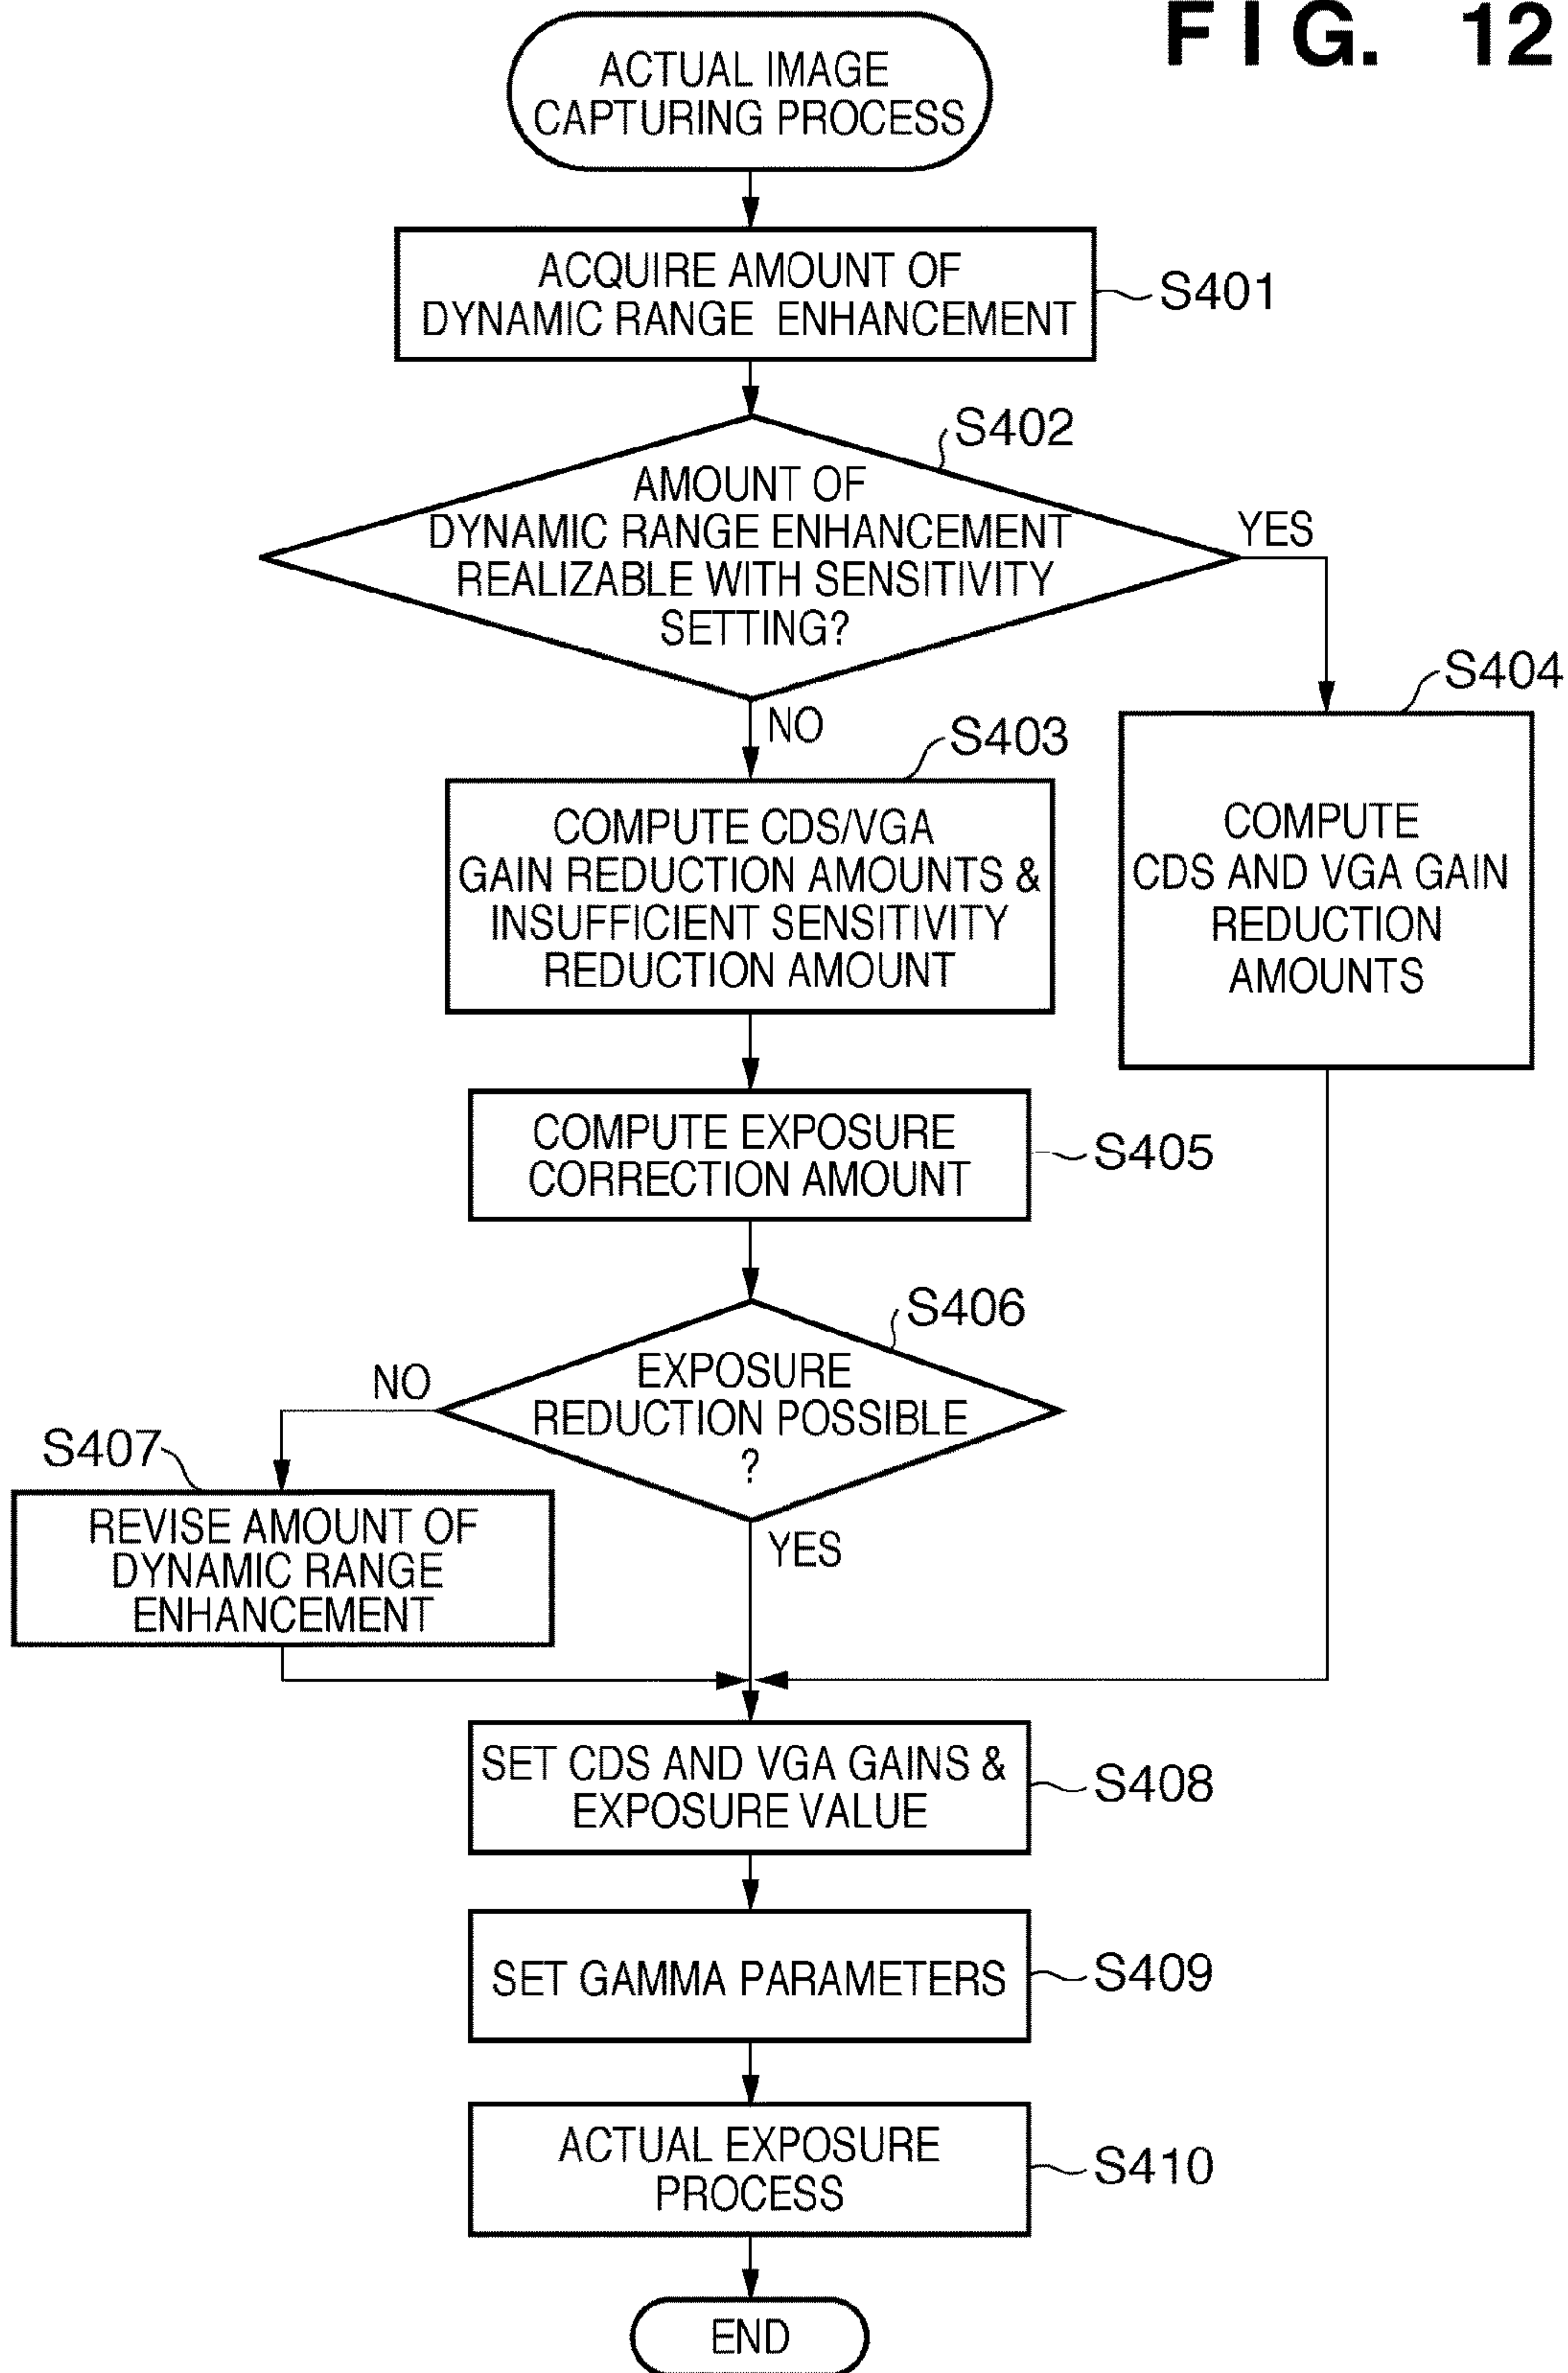 FIG. 12
ACTUAL IMAGE
CAPTURING PROCESS
ACQUIRE AMOUNT OF
DYNAMIC RANGE ENHANCEMENT
S401
S402
AMOUNT OF
DYNAMIC RANGE ENHANCEMENT
REALIZABLE WITH SENSITIVITY
SETTING?
YES
NO
S403
COMPUTE CDS/VGA
GAIN REDUCTION AMOUNTS &
INSUFFICIENT SENSITIVITY
REDUCTION AMOUNT
S404
COMPUTE
CDS AND VGA GAIN
REDUCTION
AMOUNTS
COMPUTE EXPOSURE
CORRECTION AMOUNT
S405
S406
EXPOSURE
REDUCTION POSSIBLE
?
NO
YES
S407
REVISE AMOUNT OF
DYNAMIC RANGE
ENHANCEMENT
SET CDS AND VGA GAINS &
EXPOSURE VALUE
S408
SET GAMMA PARAMETERS
S409
ACTUAL EXPOSURE
PROCESS
S410
END